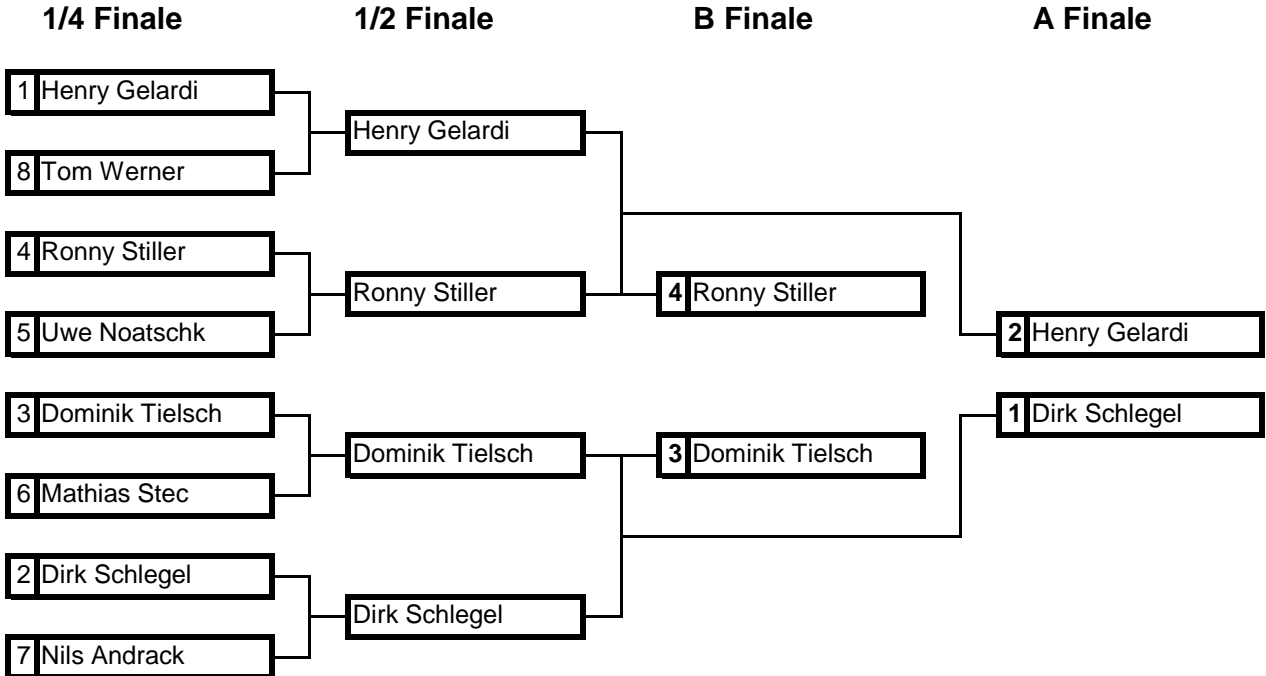 1/4 Finale 1/2 Finale B Finale A Finale
1 Henry Gelardi
Henry Gelardi
8 Tom Werner
4 Ronny Stiller
Ronny Stiller 4 Ronny Stiller
5 Uwe Noatschk 2 Henry Gelardi
3 Dominik Tielsch 1 Dirk Schlegel
Dominik Tielsch 3 Dominik Tielsch
6 Mathias Stec
2 Dirk Schlegel
Dirk Schlegel
7 Nils Andrack